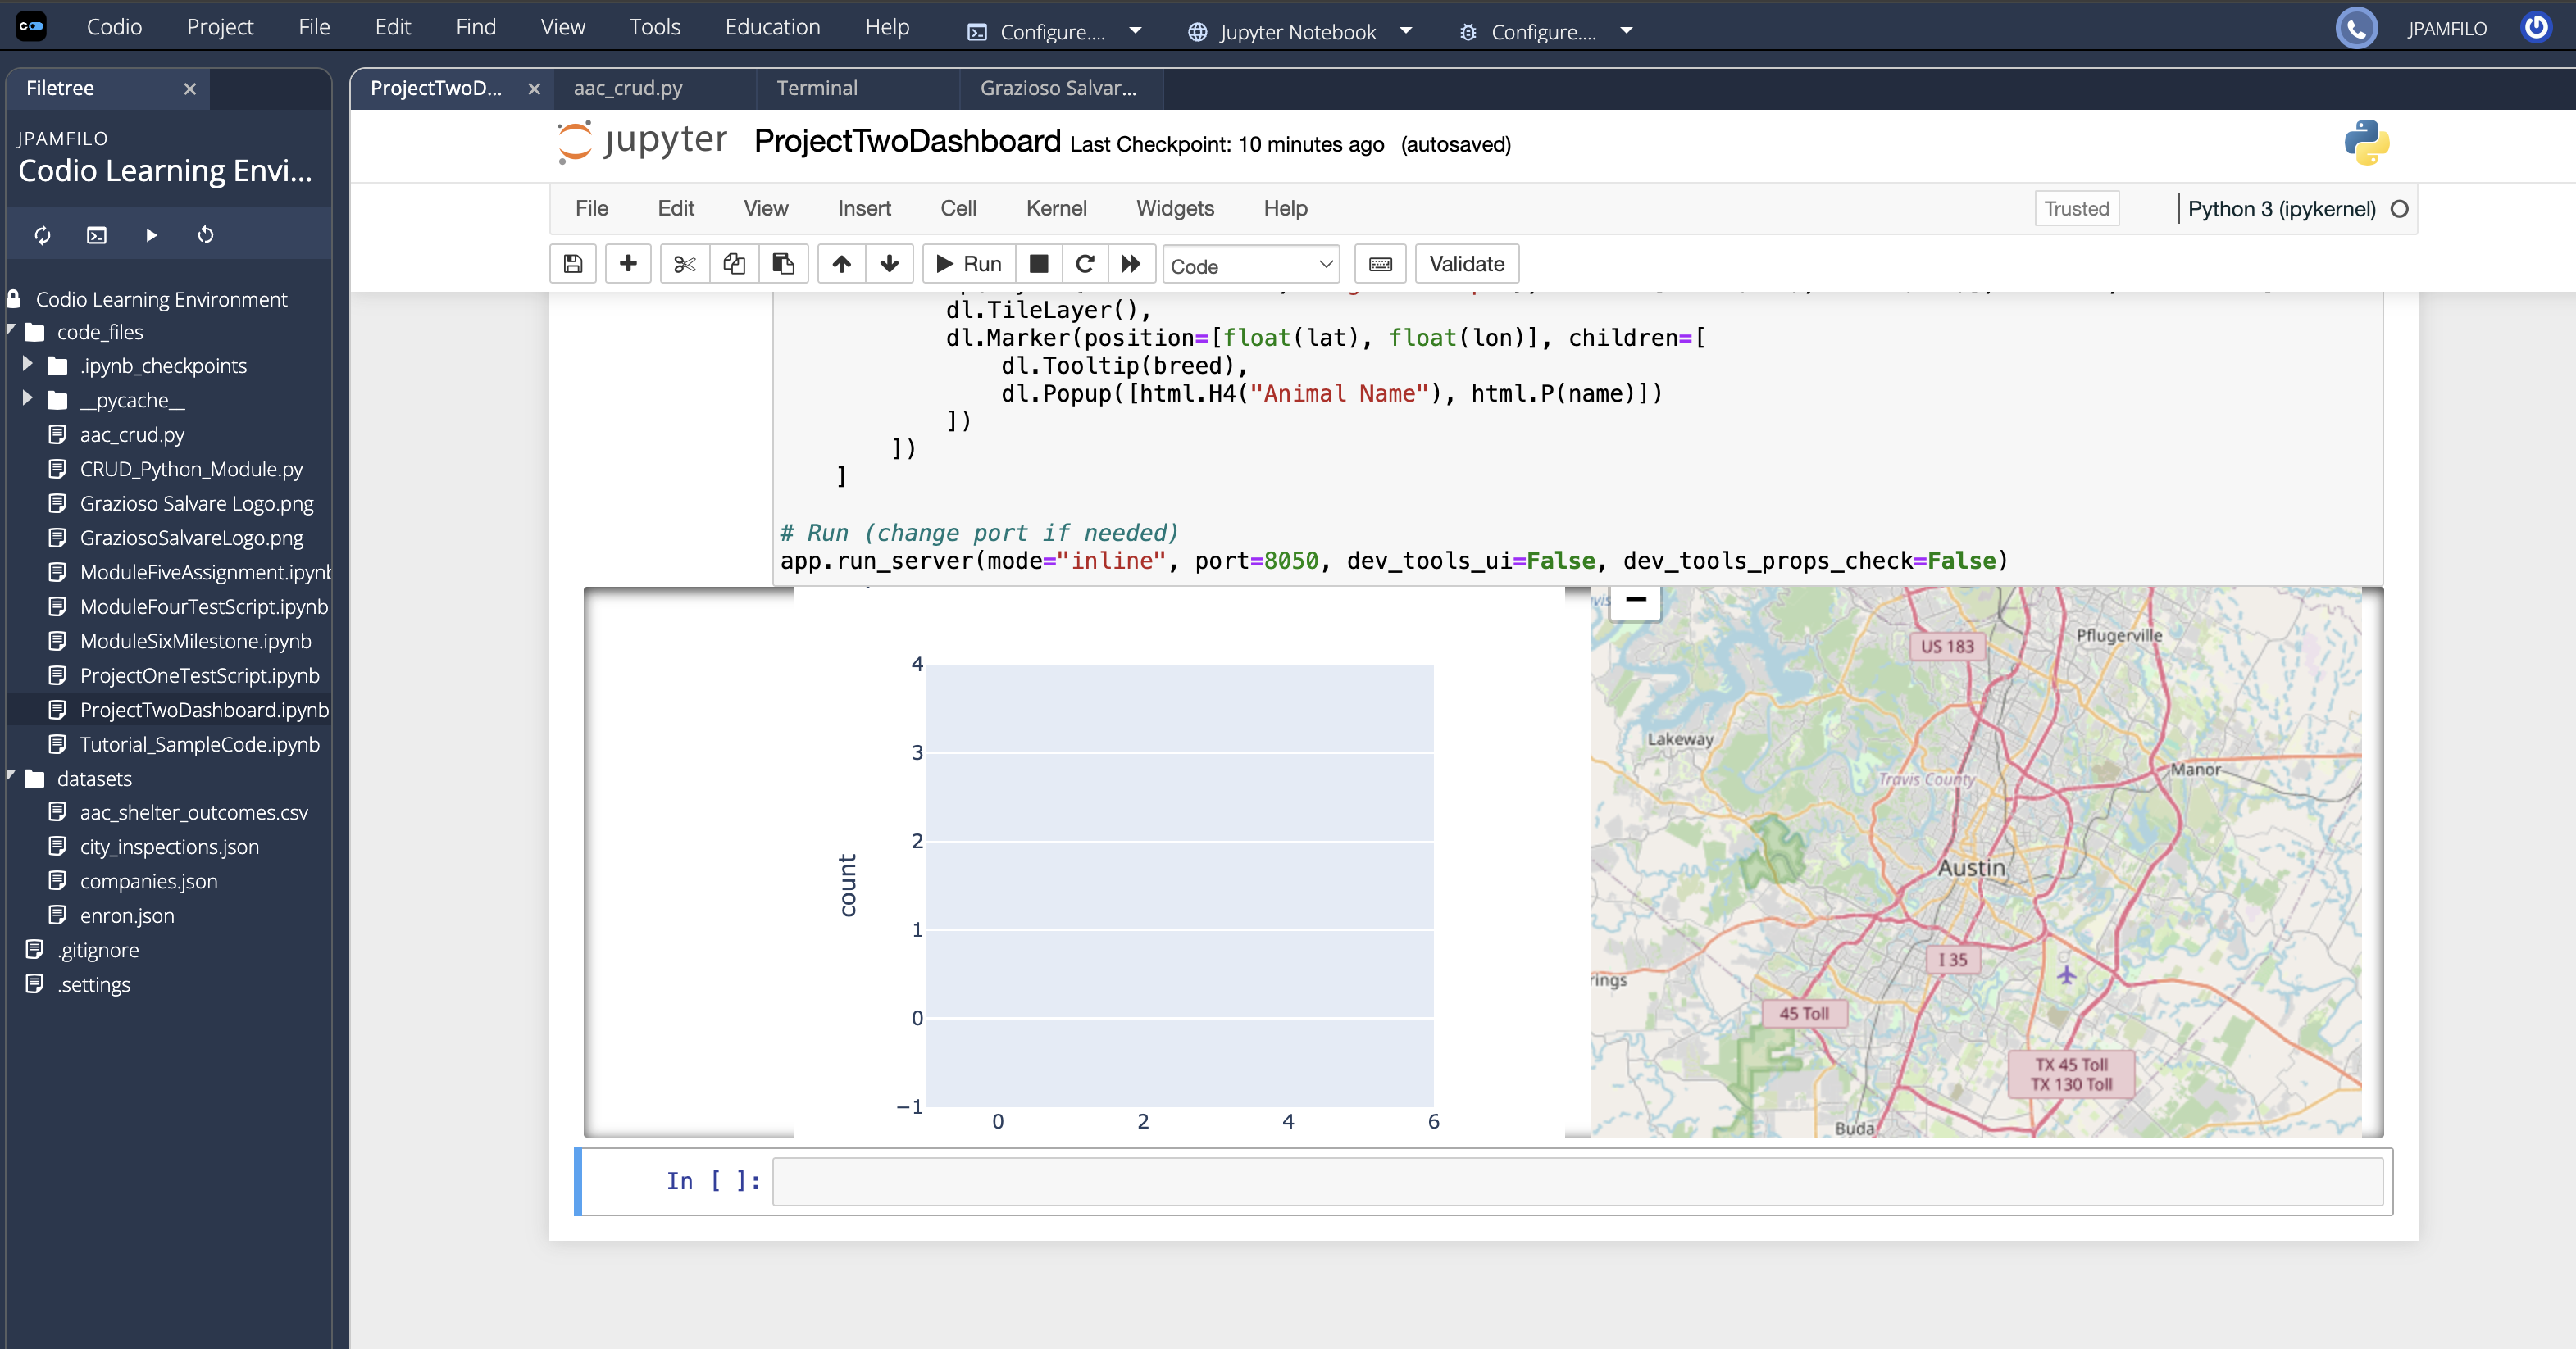 Codio Project File Edit Find View Tools Education Help Configure.... Jupyter Notebook Configure.... JPAMFILO
Filetree
ProjectTwoD... aac_crud.py Terminal Grazioso Salvar...
JPAMFILO
Codio Learning Envi...
Codio Learning Environment
code_files
.ipynb_checkpoints
__pycache__
aac_crud.py
CRUD_Python_Module.py
Grazioso Salvare Logo.png
GraziosoSalvareLogo.png
ModuleFiveAssignment.ipynb
ModuleFourTestScript.ipynb
ModuleSixMilestone.ipynb
ProjectOneTestScript.ipynb
ProjectTwoDashboard.ipynb
Tutorial_SampleCode.ipynb
datasets
aac_shelter_outcomes.csv
city_inspections.json
companies.json
enron.json
.gitignore
.settings
jupyter ProjectTwoDashboard Last Checkpoint: 10 minutes ago (autosaved)
File Edit View Insert Cell Kernel Widgets Help Trusted Python 3 (ipykernel)
Run Code Validate
dl.TileLayer(),
dl.Marker(position=[float(lat), float(lon)], children=[
dl.Tooltip(breed),
dl.Popup([html.H4("Animal Name"), html.P(name)])
])
])
]
# Run (change port if needed)
app.run_server(mode="inline", port=8050, dev_tools_ui=False, dev_tools_props_check=False)
4
3
2
1
0
−1
count
0 2 4 6
−
US 183
Pflugerville
Lakeway
Travis County
Manor
Austin
I 35
rings
45 Toll
TX 45 Toll
TX 130 Toll
Buda
In [ ]: